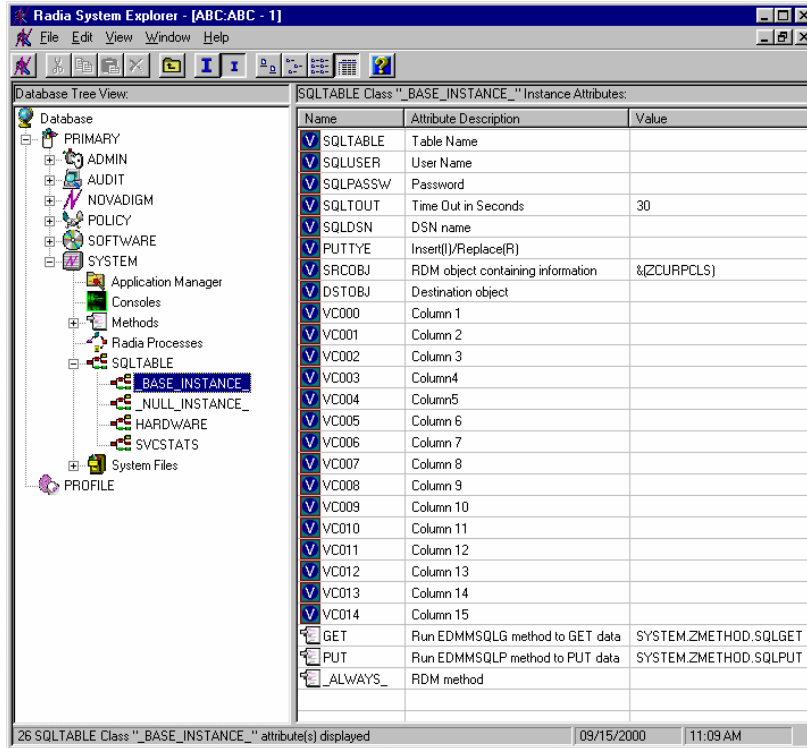 Radia System Explorer - [ABC:ABC - 1]
File Edit View Window Help
Database Tree View:
SQLTABLE Class "_BASE_INSTANCE_" Instance Attributes:
Database
PRIMARY
ADMIN
AUDIT
NOVADIGM
POLICY
SOFTWARE
SYSTEM
Application Manager
Consoles
Methods
Radia Processes
SQLTABLE
_BASE_INSTANCE_
_NULL_INSTANCE_
HARDWARE
SVCSTATS
System Files
PROFILE
Name Attribute Description Value
V SQLTABLE Table Name
V SQLUSER User Name
V SQLPASSW Password
V SQLTOUT Time Out in Seconds 30
V SQLDSN DSN name
V PUTTYE Insert(I)/Replace(R)
V SRCOBJ RDM object containing information &(ZCURPCLS)
V DSTOBJ Destination object
V VC000 Column 1
V VC001 Column 2
V VC002 Column 3
V VC003 Column4
V VC004 Column5
V VC005 Column 6
V VC006 Column 7
V VC007 Column 8
V VC008 Column 9
V VC009 Column 10
V VC010 Column 11
V VC011 Column 12
V VC012 Column 13
V VC013 Column 14
V VC014 Column 15
GET Run EDMMSQLG method to GET data SYSTEM.ZMETHOD.SQLGET
PUT Run EDMMSQLP method to PUT data SYSTEM.ZMETHOD.SQLPUT
_ALWAYS_ RDM method
26 SQLTABLE Class "_BASE_INSTANCE_" attribute(s) displayed 09/15/2000 11:09 AM